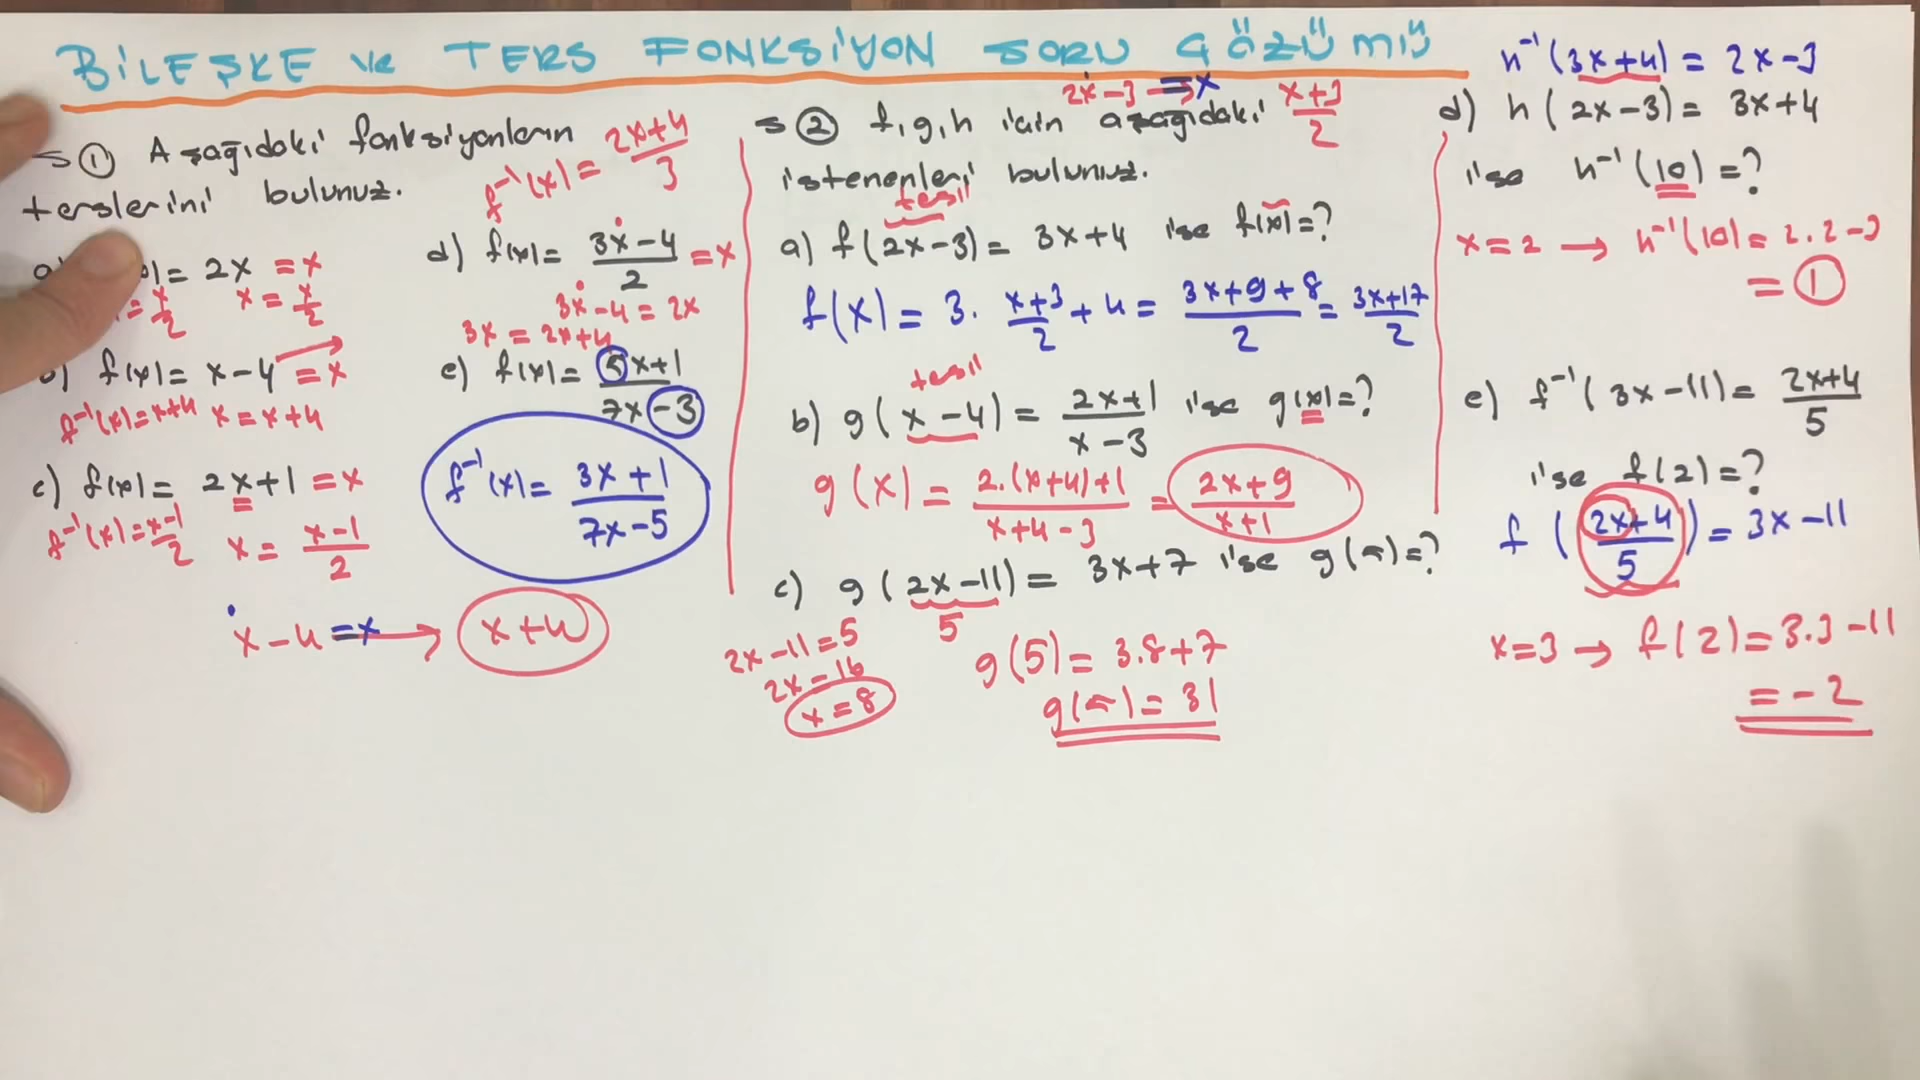 BİLEŞKE ve TERS FONKSİYON SORU ÇÖZÜMÜ
S① Aşağıdaki fonksiyonların
terslerini bulunuz.
f⁻¹(x) = (2x+4)/3
= 2x = x
= x/2 x = x/2
f(x) = x-4 = x
f⁻¹(x) = x+4 x = x+4
c) f(x) = 2x+1 = x
f⁻¹(x) = (x-1)/2 x = (x-1)/2
x-4 = x → x+4
d) f(x) = (3x-4)/2 = x
3x-4 = 2x
3x = 2x+4
e) f(x) = (5x+1)/(7x-3)
f⁻¹(x) = (3x+1)/(7x-5)
2x-3 → = x (x+3)/2
S② f, g, h için aşağıdaki
istenenleri bulunuz.
tersi
a) f(2x-3) = 3x+4 ise f(x)=?
f(x) = 3. (x+3)/2 + 4 = (3x+9+8)/2 = (3x+17)/2
tersi
b) g(x-4) = (2x+1)/(x-3) ise g(x)=?
g(x) = (2.(x+4)+1)/(x+4-3) = (2x+9)/(x+1)
c) g(2x-11) = 3x+7 ise g(5)=?
5
2x-11=5
2x=16
x=8
g(5) = 3.8+7
g(5) = 31
h⁻¹(3x+4) = 2x-3
d) h(2x-3) = 3x+4
ise h⁻¹(10)=?
x=2 → h⁻¹(10) = 2.2-3
= 1
e) f⁻¹(3x-11) = (2x+4)/5
ise f(2)=?
f((2x+4)/5) = 3x-11
x=3 → f(2) = 3.3-11
= -2